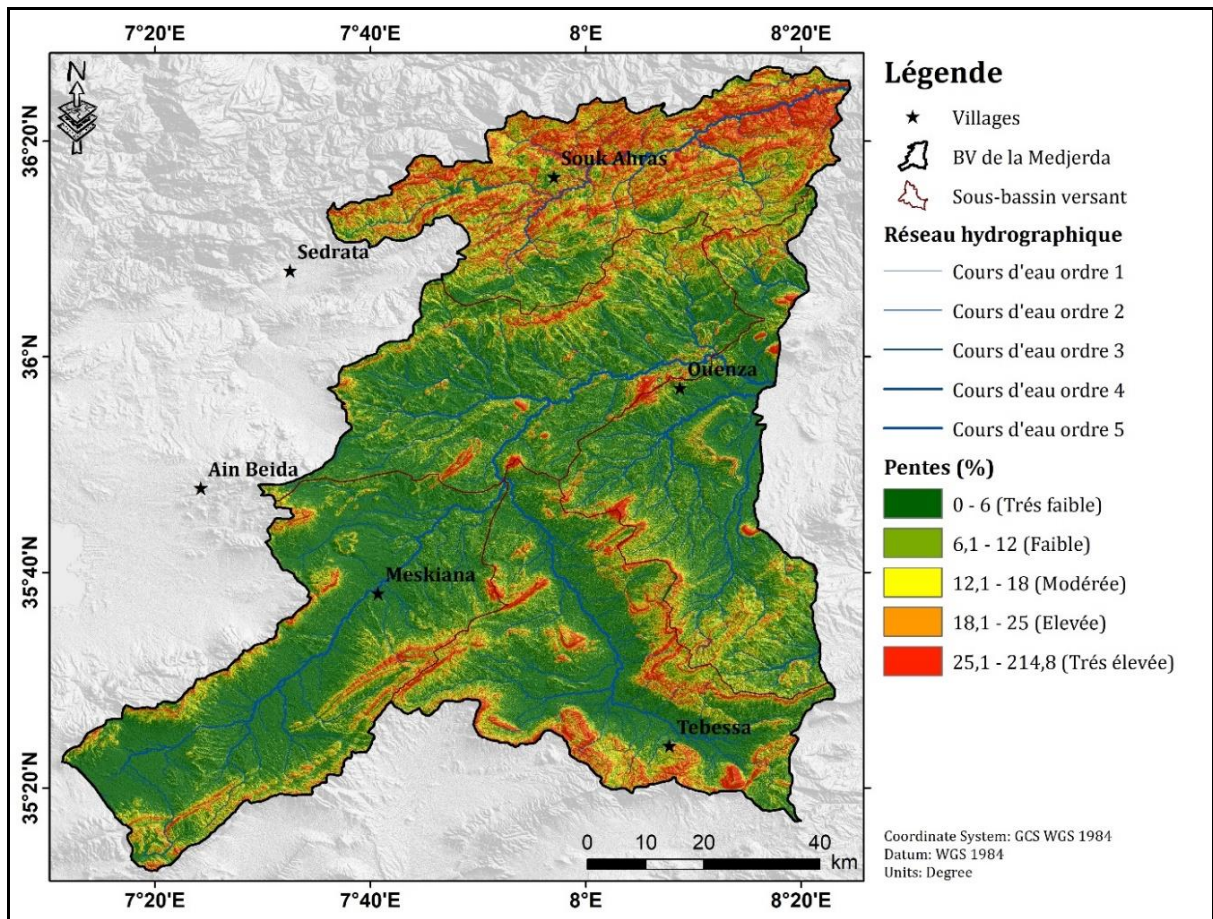 7°20'E
7°40'E
8°E
8°20'E
N
36°20'N
36°N
35°40'N
35°20'N
Souk Ahras
Sedrata
Ouenza
Ain Beida
Meskiana
Tebessa
0 10 20 40
km
7°20'E
7°40'E
8°E
8°20'E
Légende
Villages
BV de la Medjerda
Sous-bassin versant
Réseau hydrographique
Cours d'eau ordre 1
Cours d'eau ordre 2
Cours d'eau ordre 3
Cours d'eau ordre 4
Cours d'eau ordre 5
Pentes (%)
0 - 6 (Trés faible)
6,1 - 12 (Faible)
12,1 - 18 (Modérée)
18,1 - 25 (Elevée)
25,1 - 214,8 (Trés élevée)
Coordinate System: GCS WGS 1984
Datum: WGS 1984
Units: Degree